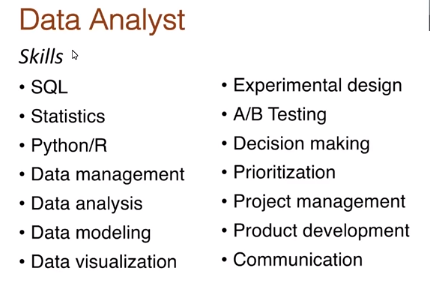 Data Analyst
Skills
• SQL
• Statistics
• Python/R
• Data management
• Data analysis
• Data modeling
• Data visualization
• Experimental design
• A/B Testing
• Decision making
• Prioritization
• Project management
• Product development
• Communication